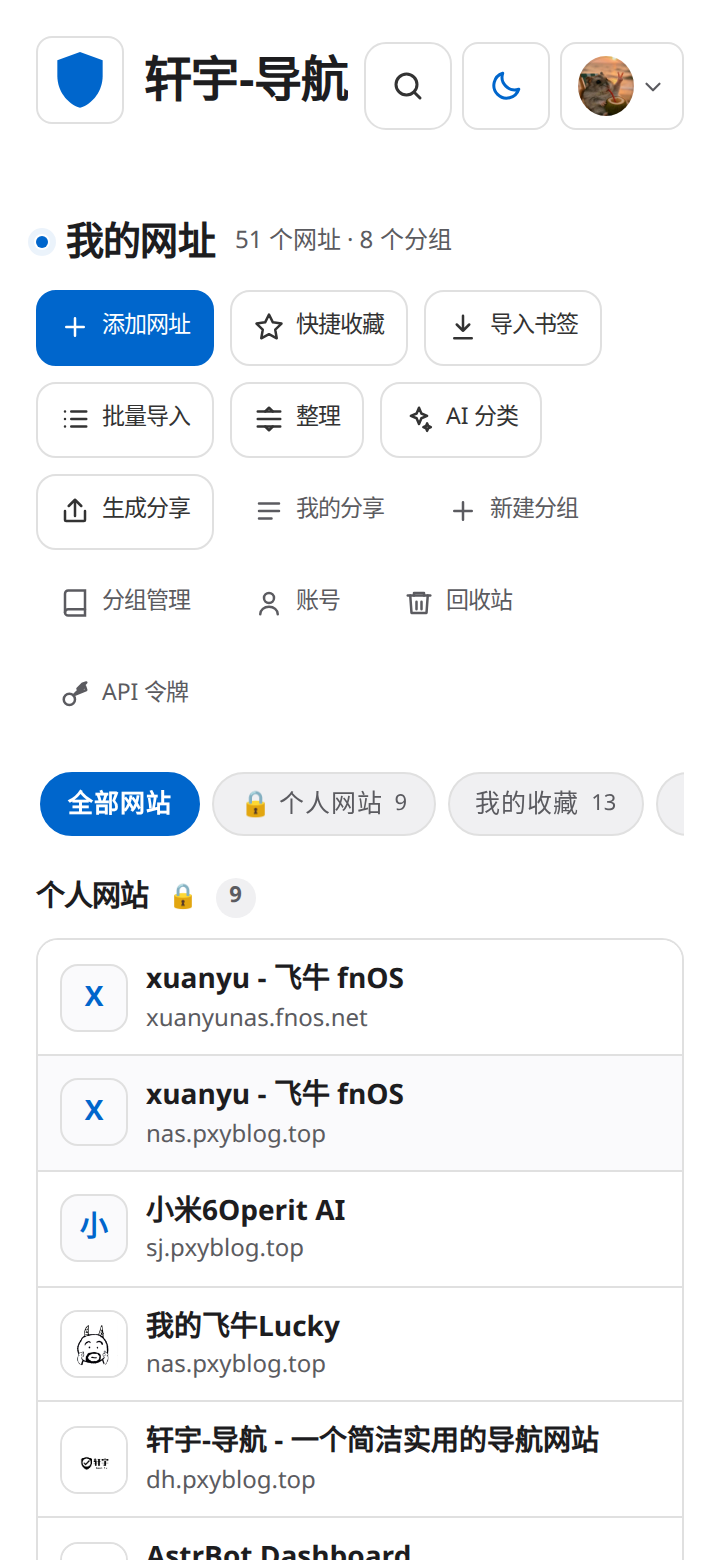 轩宇-导航
我的网址 51 个网址 · 8 个分组
添加网址 快捷收藏 导入书签
批量导入 整理 AI 分类
生成分享 我的分享 新建分组
分组管理 账号 回收站
API 令牌
全部网站 🔒 个人网站 9 我的收藏 13
个人网站 🔒 9
X xuanyu - 飞牛 fnOS
xuanyunas.fnos.net
X xuanyu - 飞牛 fnOS
nas.pxyblog.top
小 小米6Operit AI
sj.pxyblog.top
我的飞牛Lucky
nas.pxyblog.top
轩宇 轩宇-导航 - 一个简洁实用的导航网站
dh.pxyblog.top
AstrBot Dashboard